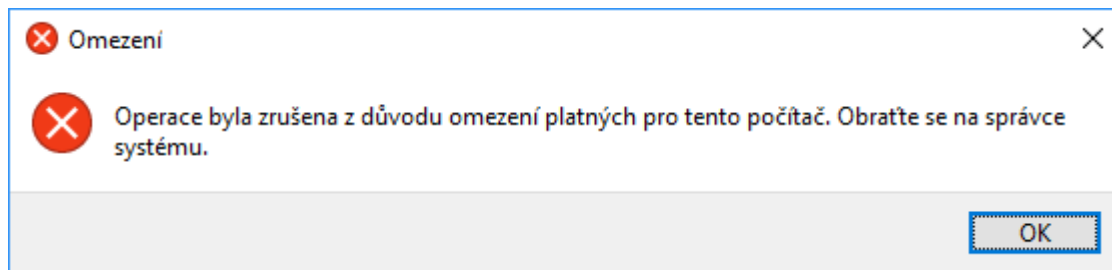 Omezení
Operace byla zrušena z důvodu omezení platných pro tento počítač. Obraťte se na správce
systému.
OK